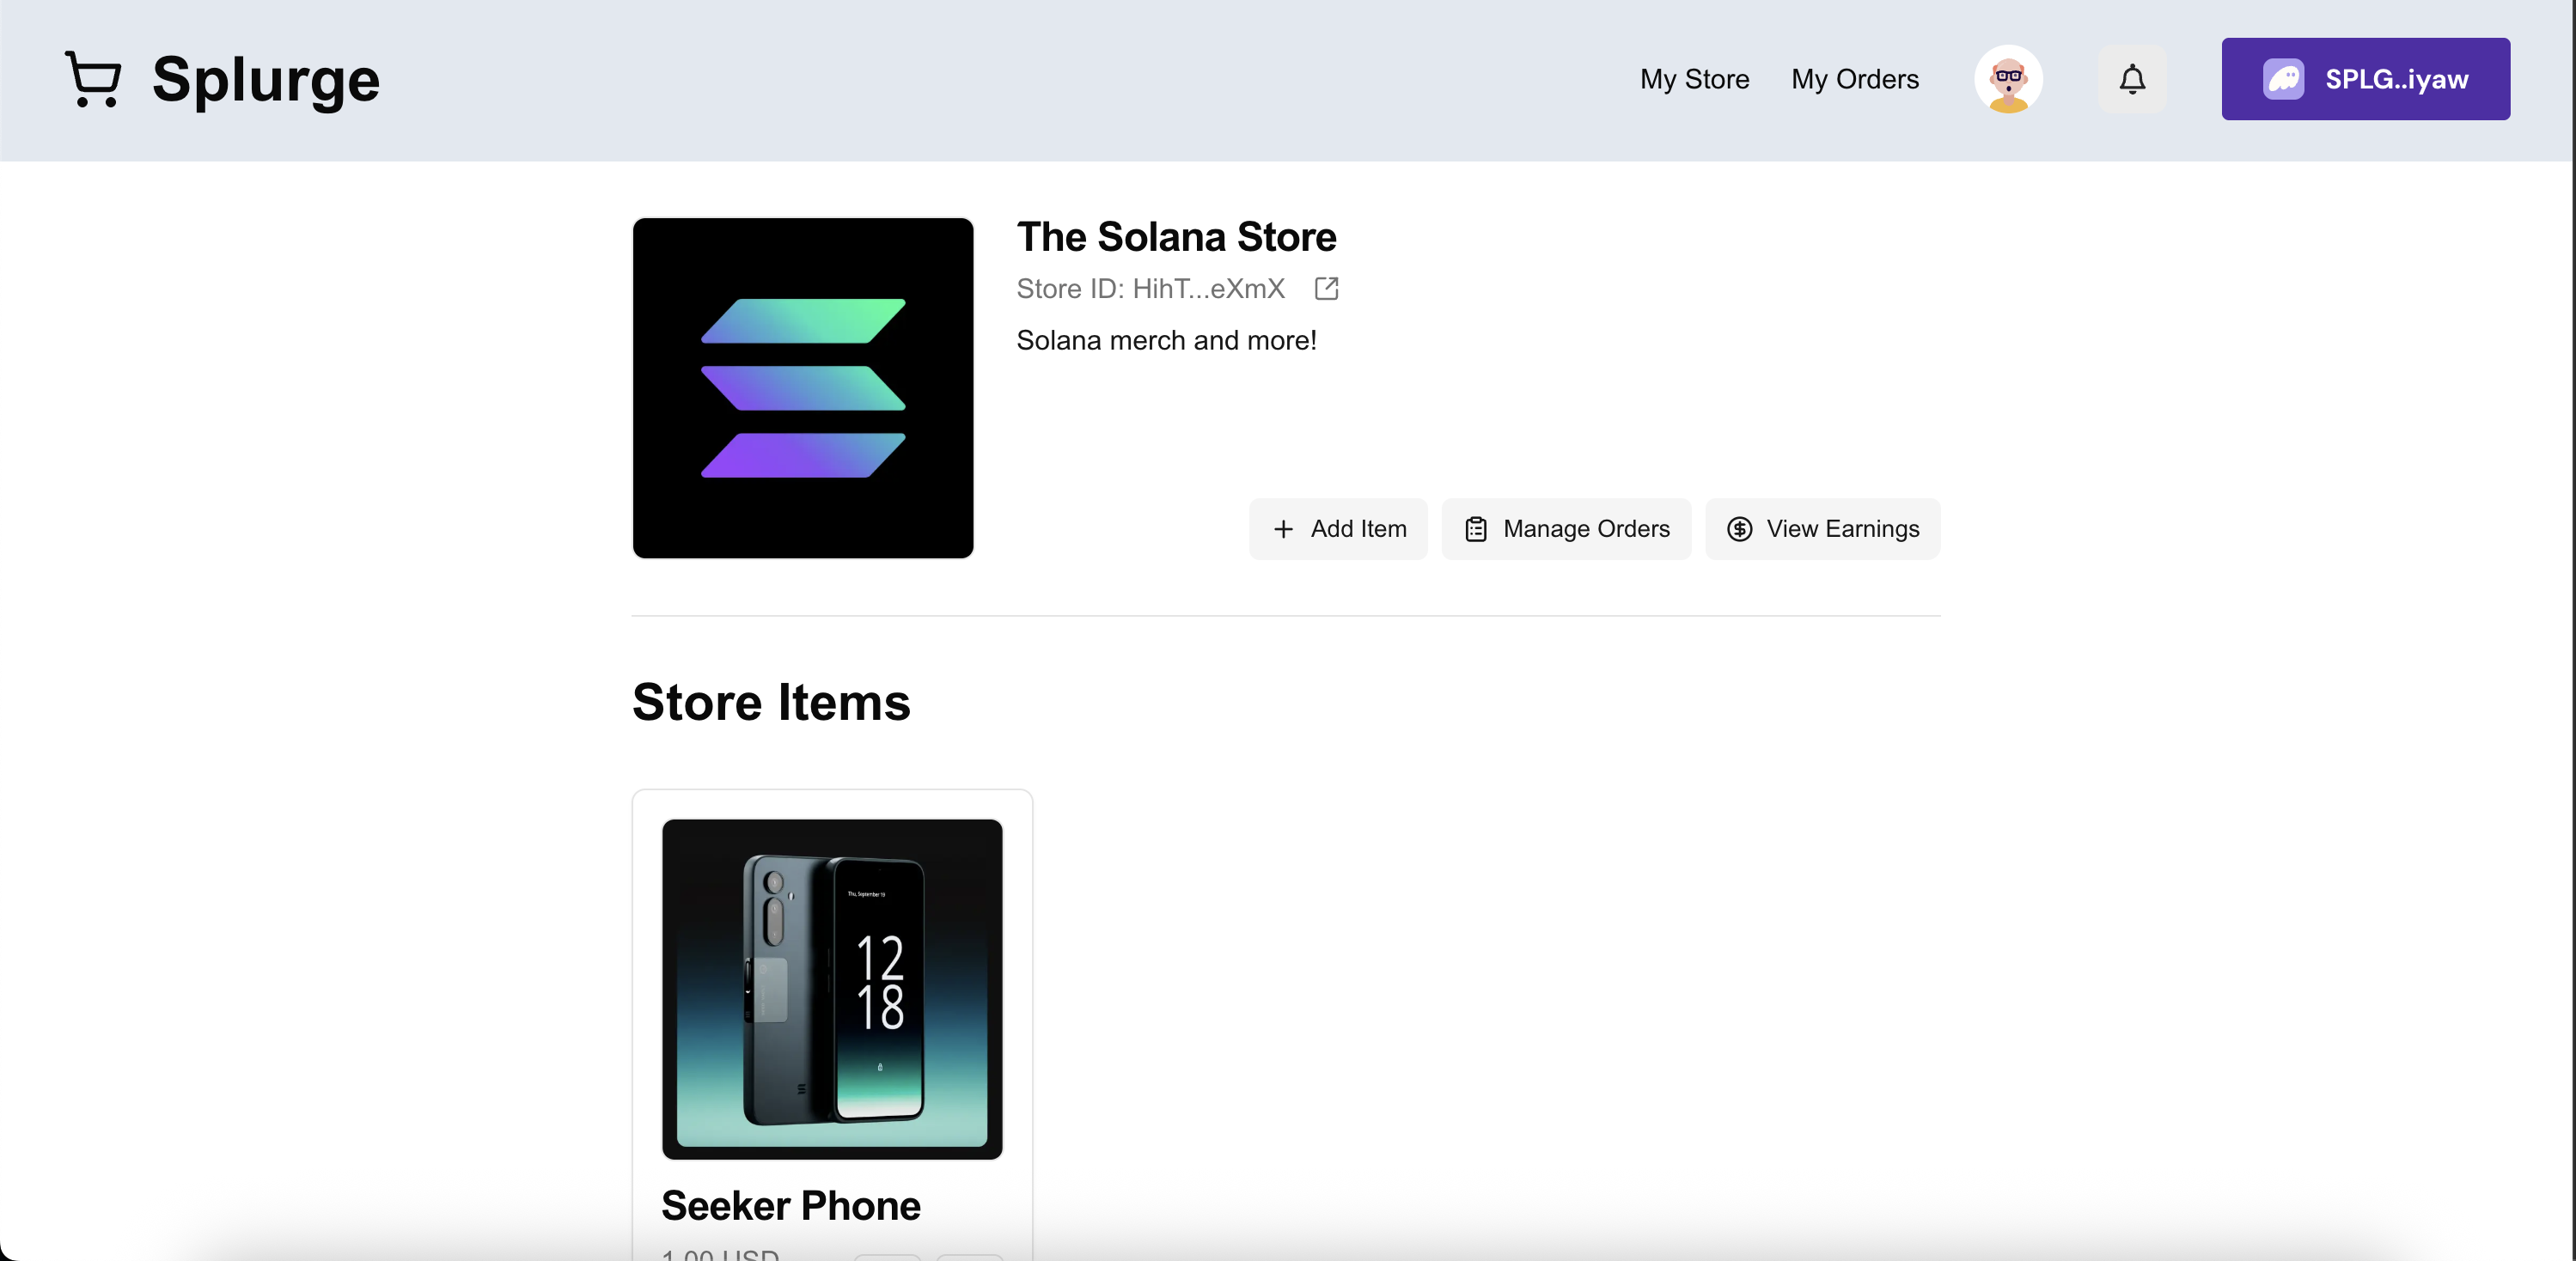 Splurge
My Store
My Orders
SPLG..iyaw
The Solana Store
Store ID: HihT...eXmX
Solana merch and more!
Add Item
Manage Orders
View Earnings
Store Items
Thu, September 19
12
18
Seeker Phone
1.00 USD